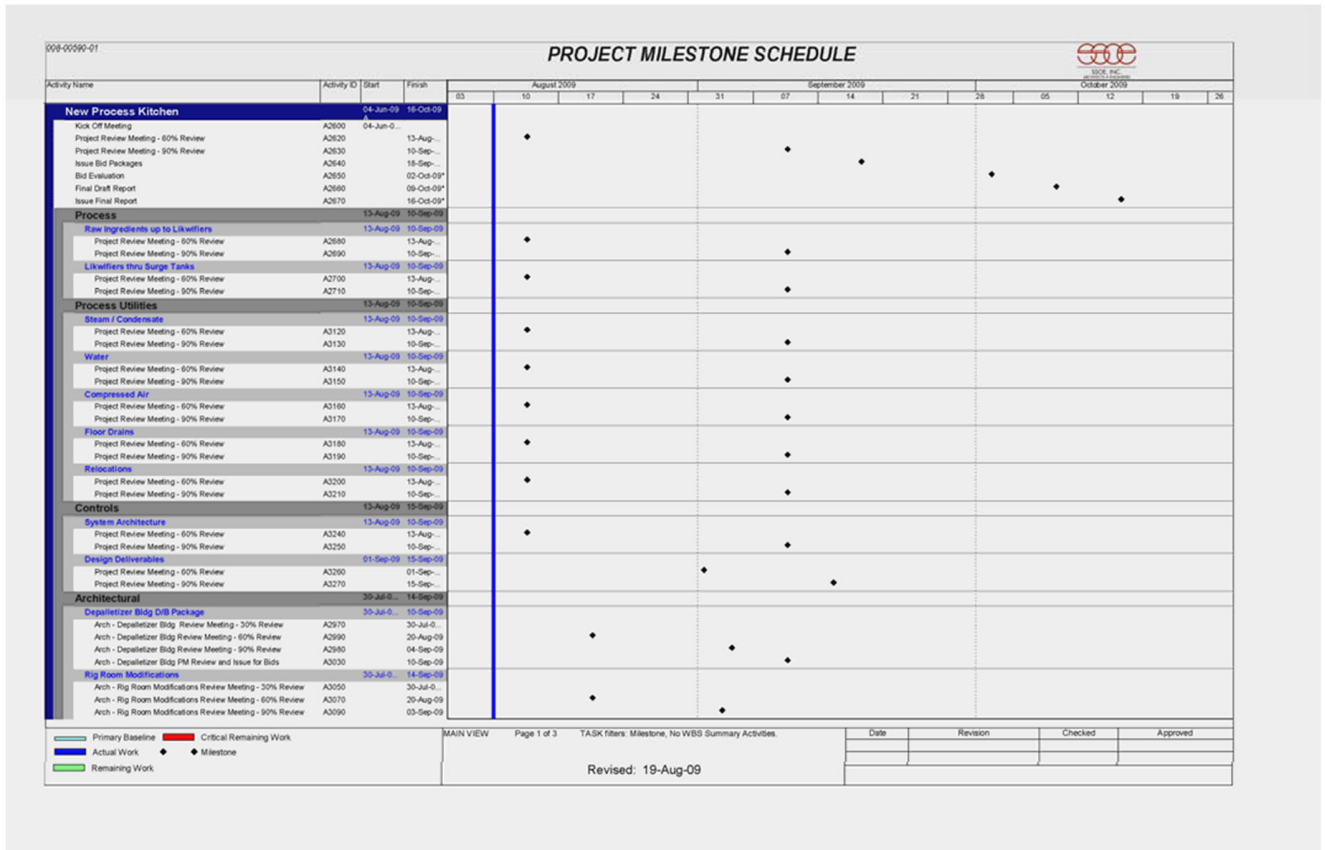 008-00590-01
PROJECT MILESTONE SCHEDULE
SSOE
SSOE, INC.
Activity Name Activity ID Start Finish August 2009 September 2009 October 2009
03 10 17 24 31 07 14 21 28 05 12 19 26
New Process Kitchen 04-Jun-09 A 16-Oct-09
Kick Off Meeting A2600 04-Jun-0...
Project Review Meeting - 60% Review A2620 13-Aug-...
Project Review Meeting - 90% Review A2630 10-Sep-...
Issue Bid Packages A2640 18-Sep-...
Bid Evaluation A2650 02-Oct-09*
Final Draft Report A2660 09-Oct-09*
Issue Final Report A2670 16-Oct-09*
Process 13-Aug-09 10-Sep-09
Raw Ingredients up to Likwifiers 13-Aug-09 10-Sep-09
Project Review Meeting - 60% Review A2680 13-Aug-...
Project Review Meeting - 90% Review A2690 10-Sep-...
Likwifiers thru Surge Tanks 13-Aug-09 10-Sep-09
Project Review Meeting - 60% Review A2700 13-Aug-...
Project Review Meeting - 90% Review A2710 10-Sep-...
Process Utilities 13-Aug-09 10-Sep-09
Steam / Condensate 13-Aug-09 10-Sep-09
Project Review Meeting - 60% Review A3120 13-Aug-...
Project Review Meeting - 90% Review A3130 10-Sep-...
Water 13-Aug-09 10-Sep-09
Project Review Meeting - 60% Review A3140 13-Aug-...
Project Review Meeting - 90% Review A3150 10-Sep-...
Compressed Air 13-Aug-09 10-Sep-09
Project Review Meeting - 60% Review A3160 13-Aug-...
Project Review Meeting - 90% Review A3170 10-Sep-...
Floor Drains 13-Aug-09 10-Sep-09
Project Review Meeting - 60% Review A3180 13-Aug-...
Project Review Meeting - 90% Review A3190 10-Sep-...
Relocations 13-Aug-09 10-Sep-09
Project Review Meeting - 60% Review A3200 13-Aug-...
Project Review Meeting - 90% Review A3210 10-Sep-...
Controls 13-Aug-09 15-Sep-09
System Architecture 13-Aug-09 10-Sep-09
Project Review Meeting - 60% Review A3240 13-Aug-...
Project Review Meeting - 90% Review A3250 10-Sep-...
Design Deliverables 01-Sep-09 15-Sep-09
Project Review Meeting - 60% Review A3260 01-Sep-...
Project Review Meeting - 90% Review A3270 15-Sep-...
Architectural 30-Jul-0... 14-Sep-09
Depalletizer Bldg D/B Package 30-Jul-0... 10-Sep-09
Arch - Depalletizer Bldg Review Meeting - 30% Review A2970 30-Jul-0...
Arch - Depalletizer Bldg Review Meeting - 60% Review A2990 20-Aug-09
Arch - Depalletizer Bldg Review Meeting - 90% Review A2980 04-Sep-09
Arch - Depalletizer Bldg PM Review and Issue for Bids A3030 10-Sep-09
Rig Room Modifications 30-Jul-0... 14-Sep-09
Arch - Rig Room Modifications Review Meeting - 30% Review A3050 30-Jul-0...
Arch - Rig Room Modifications Review Meeting - 60% Review A3070 20-Aug-09
Arch - Rig Room Modifications Review Meeting - 90% Review A3090 03-Sep-09
Primary Baseline Critical Remaining Work
Actual Work Milestone
Remaining Work
MAIN VIEW Page 1 of 3 TASK filters: Milestone, No WBS Summary Activities.
Revised: 19-Aug-09
Date Revision Checked Approved